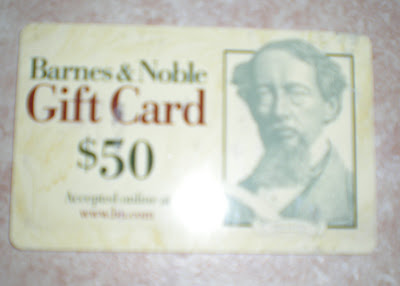 Barnes & Noble
Gift Card
$50
Accepted online at
www.bn.com